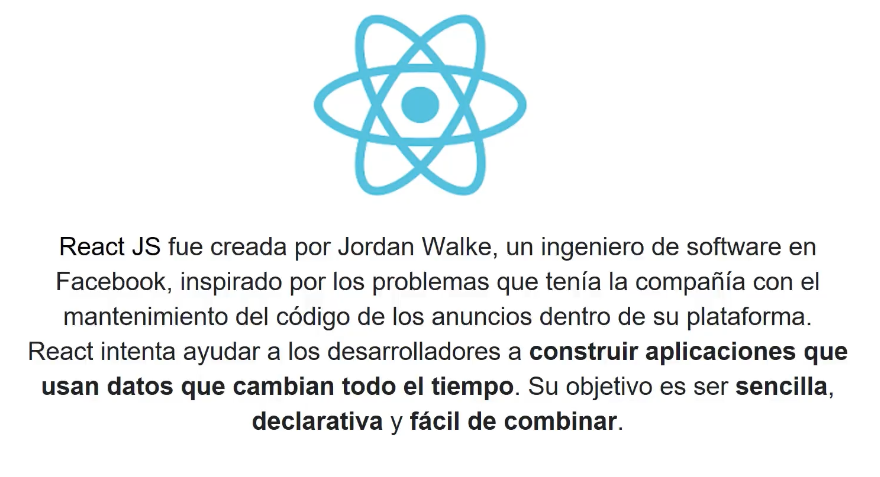 React JS fue creada por Jordan Walke, un ingeniero de software en
Facebook, inspirado por los problemas que tenía la compañía con el
mantenimiento del código de los anuncios dentro de su plataforma.
React intenta ayudar a los desarrolladores a construir aplicaciones que
usan datos que cambian todo el tiempo. Su objetivo es ser sencilla,
declarativa y fácil de combinar.